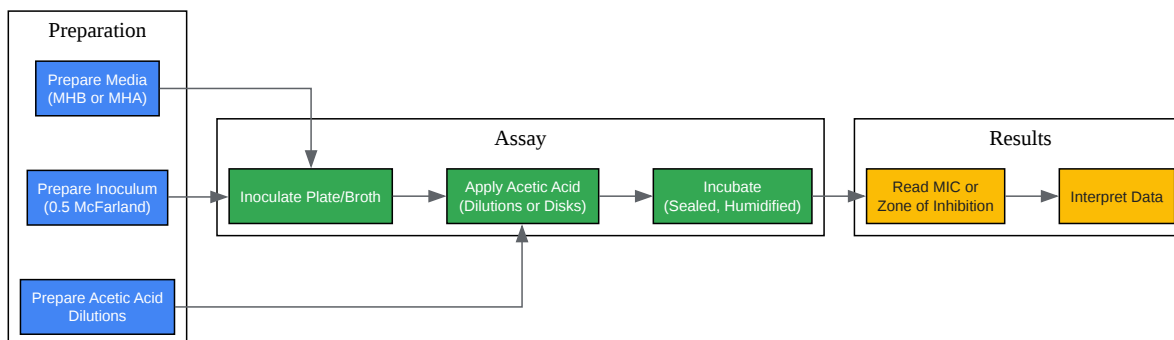 Preparation
Prepare Media
(MHB or MHA)
Prepare Inoculum
(0.5 McFarland)
Prepare Acetic Acid
Dilutions
Assay
Inoculate Plate/Broth
Apply Acetic Acid
(Dilutions or Disks)
Incubate
(Sealed, Humidified)
Results
Read MIC or
Zone of Inhibition
Interpret Data